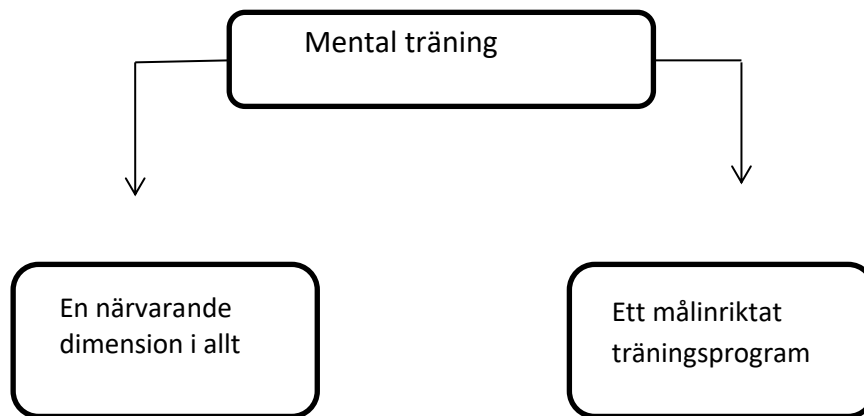 Mental träning
En närvarande
dimension i allt
Ett målinriktat
träningsprogram